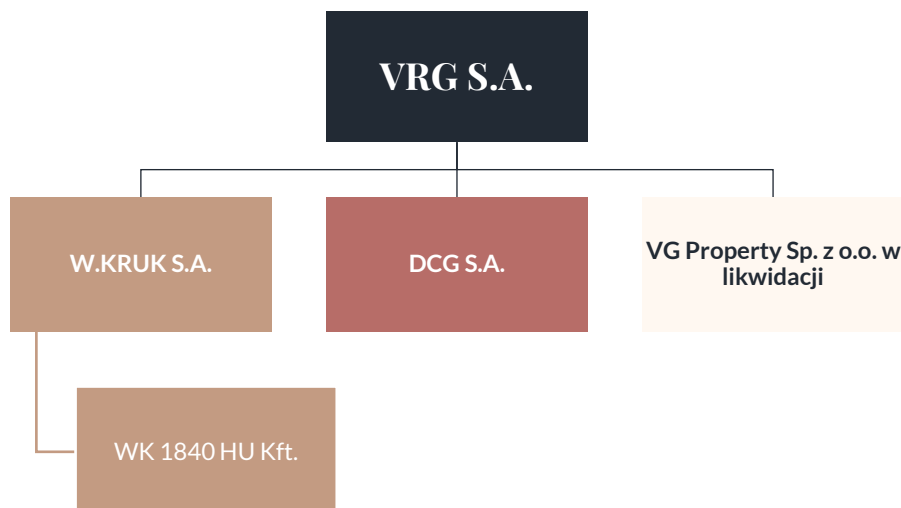 VRG S.A.
W.KRUK S.A.
DCG S.A.
VG Property Sp. z o.o. w
likwidacji
WK 1840 HU Kft.